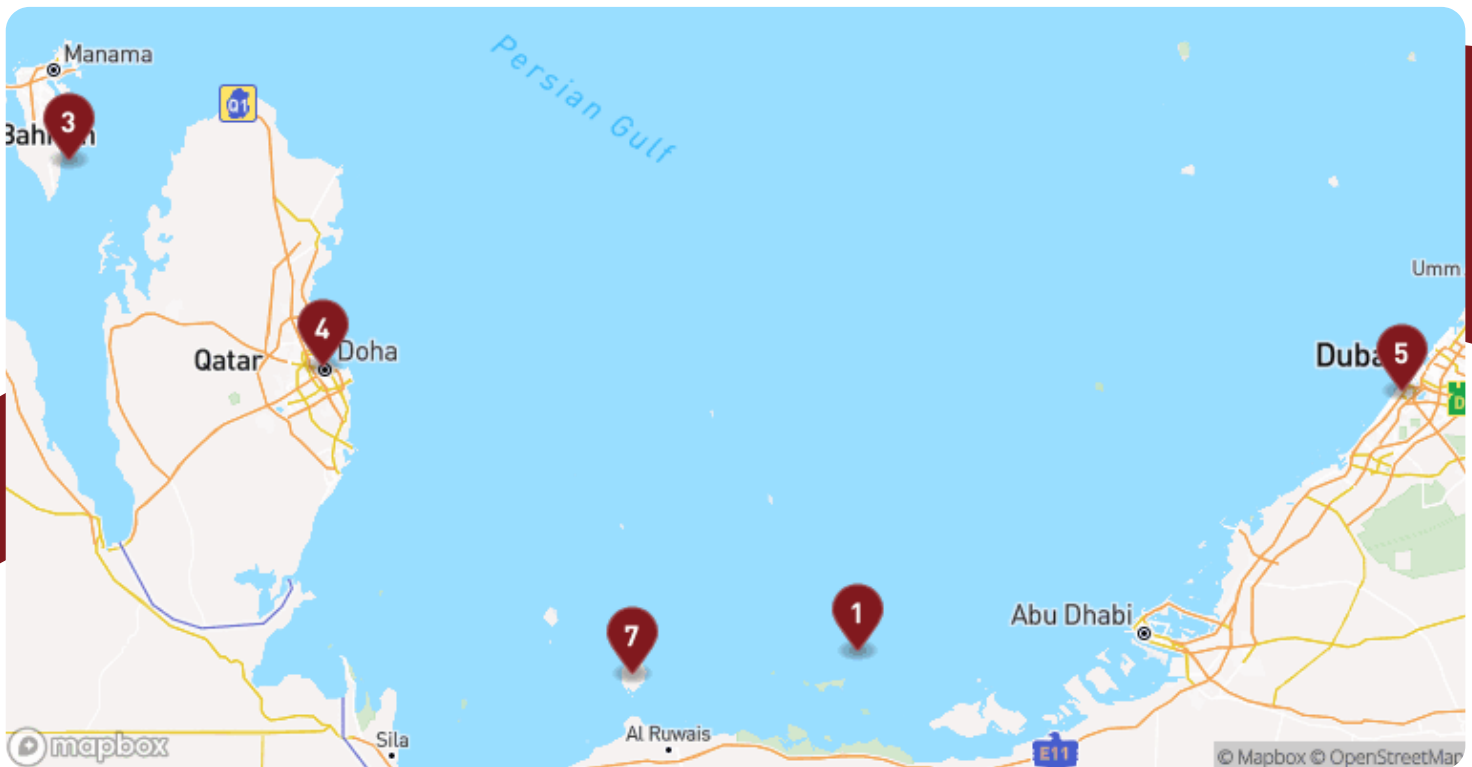 Manama
Q1
3
Bahrain
Persian Gulf
Umm
4
Doha
Qatar
5
Duba
D
1
Abu Dhabi
7
Al Ruwais
Sila
E11
mapbox
© Mapbox © OpenStreetMap